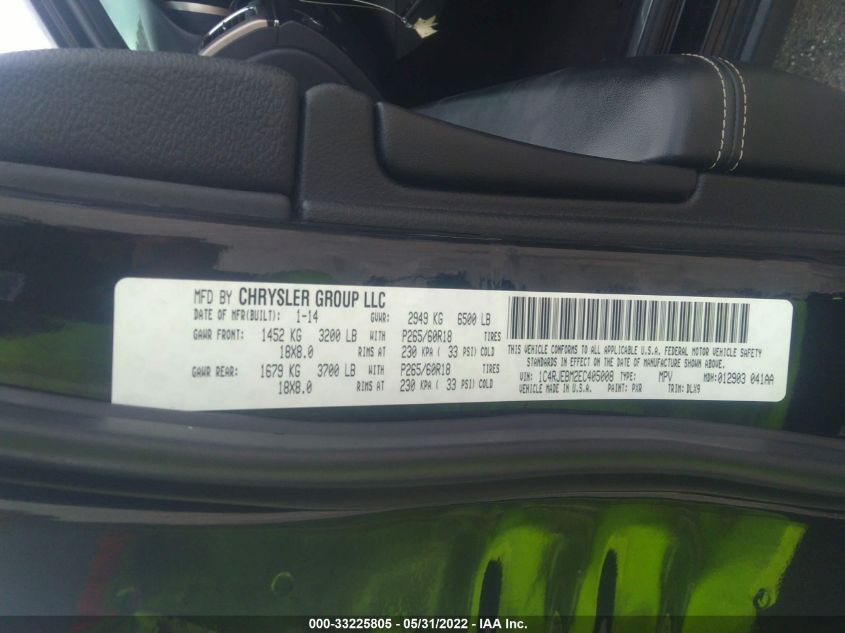 MFD BY CHRYSLER GROUP LLC
DATE OF MFR(BUILT): 1-14 GVWR: 2949 KG 6500 LB
GAWR FRONT: 1452 KG 3200 LB WITH P265/60R18 TIRES
18X8.0 RIMS AT 230 KPA ( 33 PSI) COLD
GAWR REAR: 1679 KG 3700 LB WITH P265/60R18 TIRES
18X8.0 RIMS AT 230 KPA ( 33 PSI) COLD
THIS VEHICLE CONFORMS TO ALL APPLICABLE U.S.A. FEDERAL MOTOR VEHICLE SAFETY
STANDARDS IN EFFECT ON THE DATE OF MANUFACTURE SHOWN ABOVE.
VIN: 1C4RJEBM2EC405008 TYPE: MPV MDH:012903 041AA
VEHICLE MADE IN U.S.A. PAINT: PXR TRIM: DLX9
000-33225805 - 05/31/2022 - © IAA Inc.